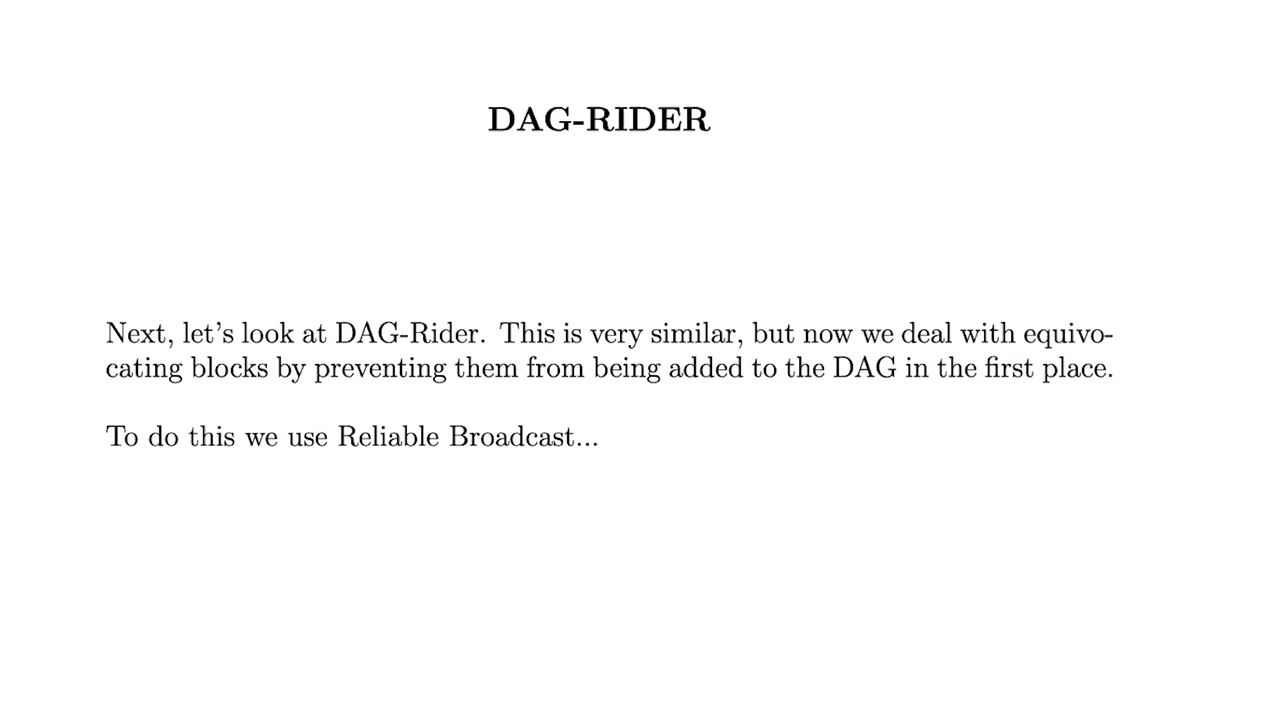 DAG-RIDER
Next, let's look at DAG-Rider. This is very similar, but now we deal with equivo-
cating blocks by preventing them from being added to the DAG in the first place.
To do this we use Reliable Broadcast...